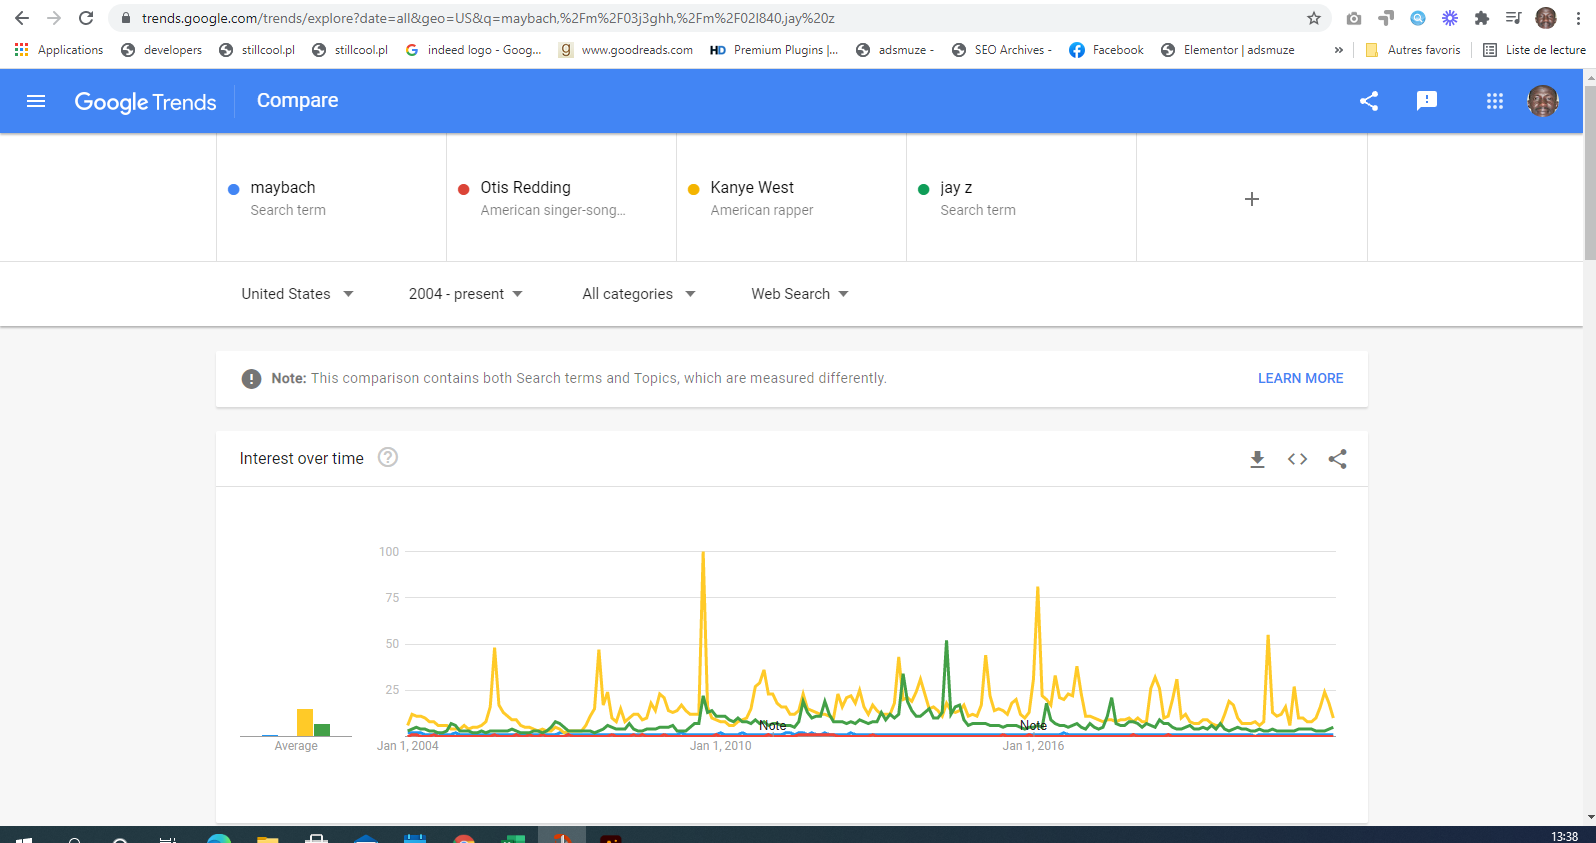 trends.google.com/trends/explore?date=all&geo=US&q=maybach,%2Fm%2F03j3ghh,%2Fm%2F02l840,jay%20z
Applications developers stillcool.pl stillcool.pl indeed logo - Goog... www.goodreads.com HD Premium Plugins |... adsmuze - SEO Archives - Facebook Elementor | adsmuze » Autres favoris Liste de lecture
Google Trends Compare
maybach Otis Redding Kanye West jay z
Search term American singer-song... American rapper Search term
United States 2004 - present All categories Web Search
Note: This comparison contains both Search terms and Topics, which are measured differently. LEARN MORE
Interest over time
100
75
50
25
Note Note
Average Jan 1, 2004 Jan 1, 2010 Jan 1, 2016
13:38